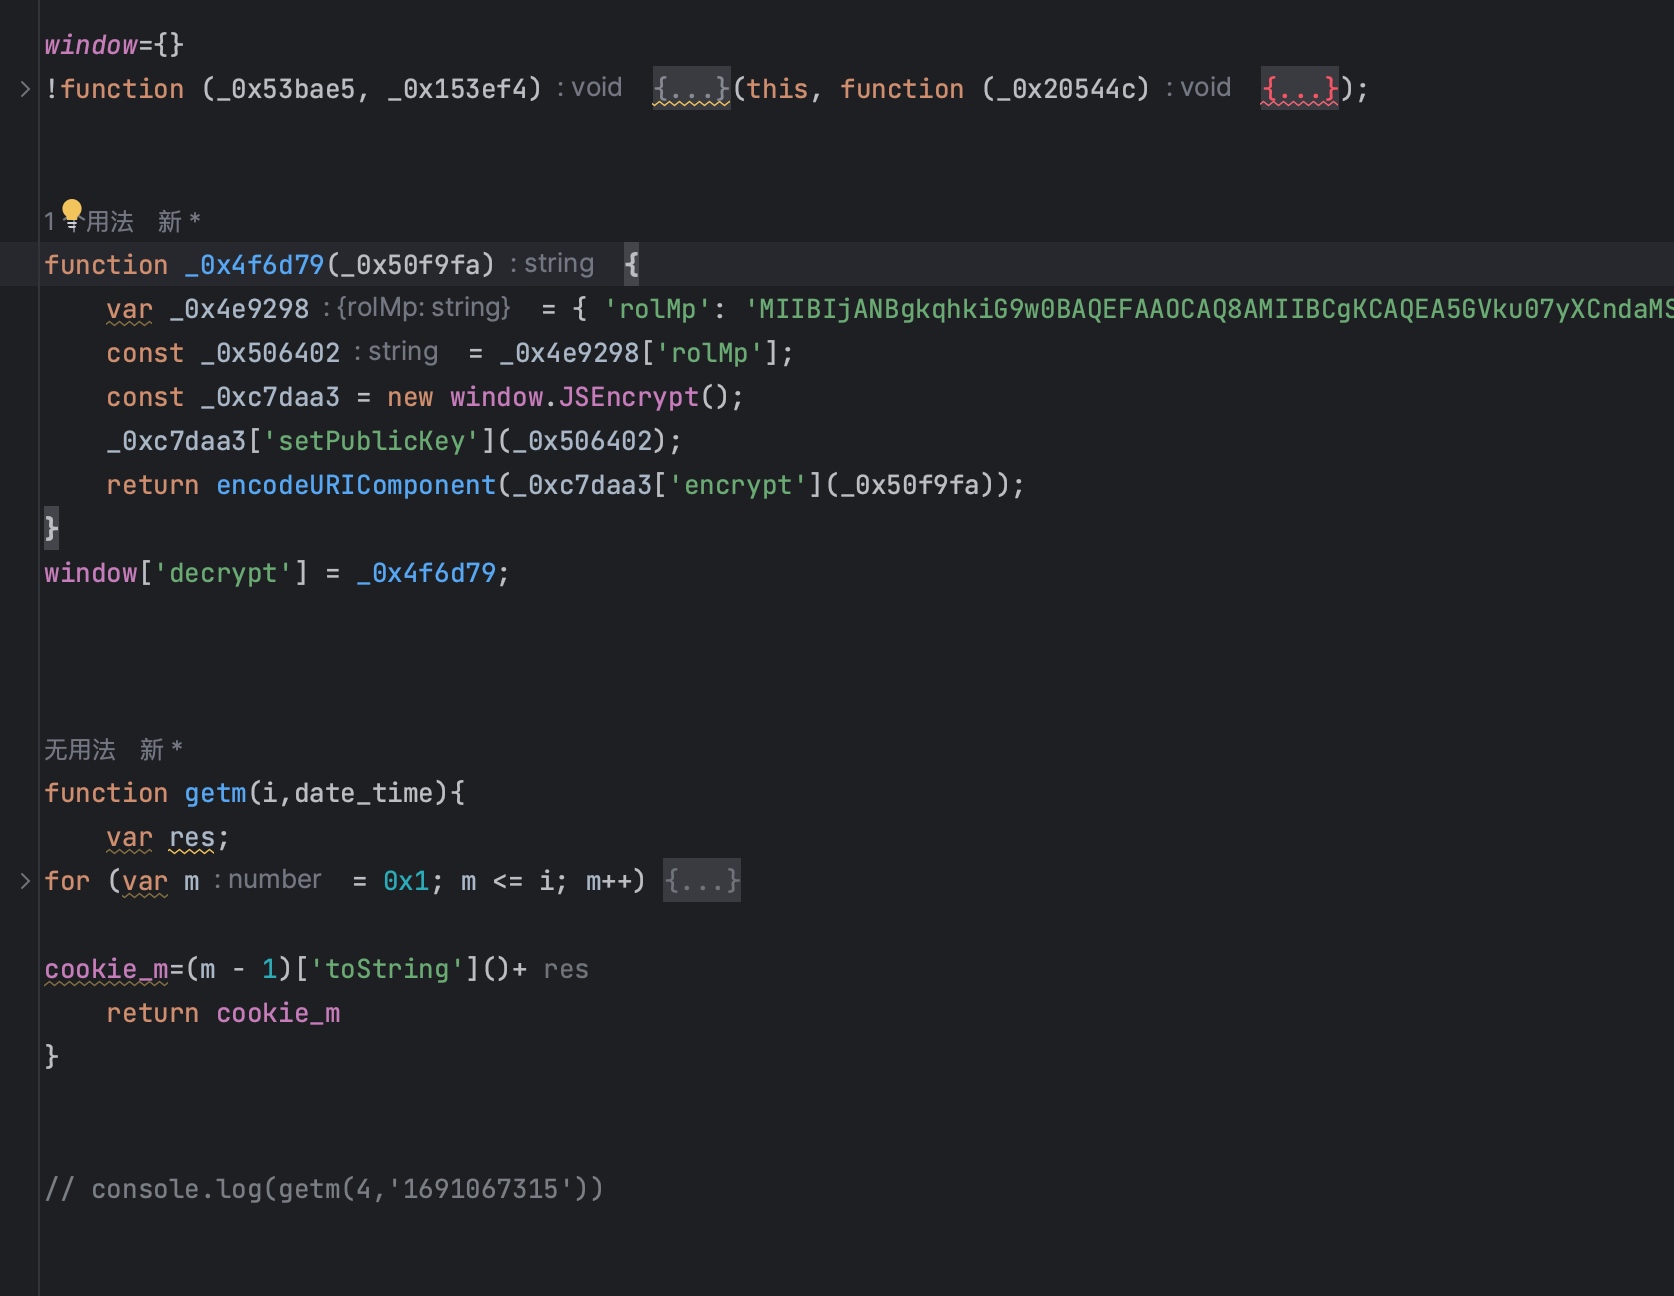 window={}
!function (_0x53bae5, _0x153ef4) : void {...}(this, function (_0x20544c) : void {...});
1个用法 新 *
function _0x4f6d79(_0x50f9fa) : string {
var _0x4e9298 : {rolMp: string} = { 'rolMp': 'MIIBIjANBgkqhkiG9w0BAQEFAAOCAQ8AMIIBCgKCAQEA5GVku07yXCndaMS
const _0x506402 : string = _0x4e9298['rolMp'];
const _0xc7daa3 = new window.JSEncrypt();
_0xc7daa3['setPublicKey'](_0x506402);
return encodeURIComponent(_0xc7daa3['encrypt'](_0x50f9fa));
}
window['decrypt'] = _0x4f6d79;
无用法 新 *
function getm(i,date_time){
var res;
for (var m : number = 0x1; m <= i; m++) {...}
cookie_m=(m - 1)['toString']()+ res
return cookie_m
}
// console.log(getm(4,'1691067315'))